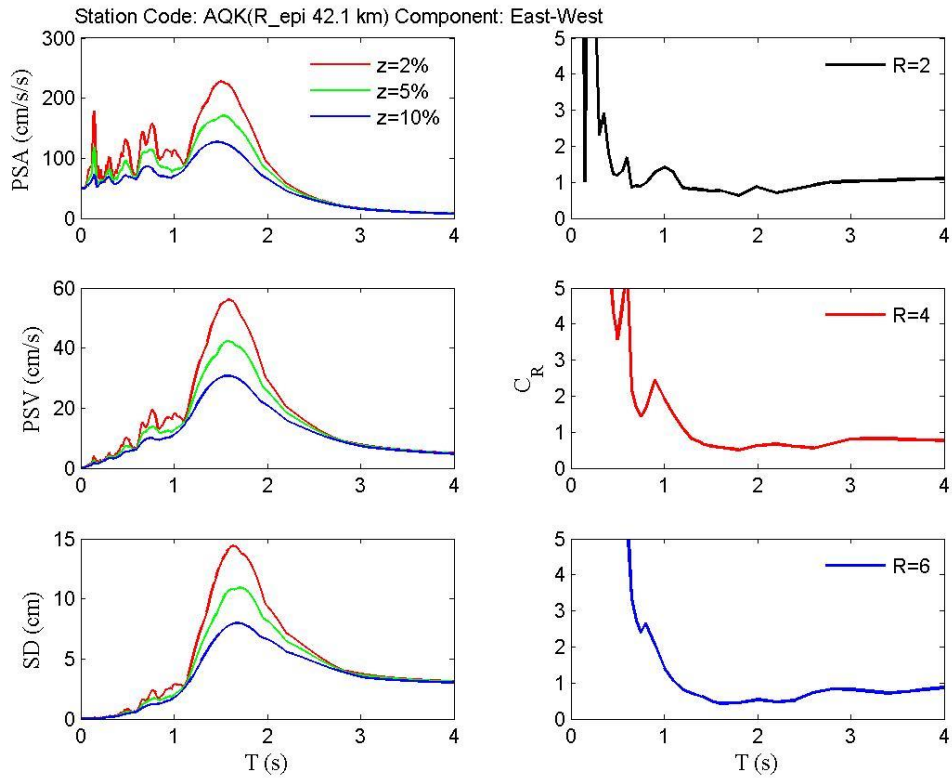 Station Code: AQK(R_epi 42.1 km) Component: East-West
300
200
100
0
PSA (cm/s/s)
z=2%
z=5%
z=10%
0 1 2 3 4
5
4
3
2
1
0
R=2
0 1 2 3 4
60
40
20
0
PSV (cm/s)
0 1 2 3 4
5
4
3
2
1
0
C_R
R=4
0 1 2 3 4
15
10
5
0
SD (cm)
0 1 2 3 4
T (s)
5
4
3
2
1
0
R=6
0 1 2 3 4
T (s)